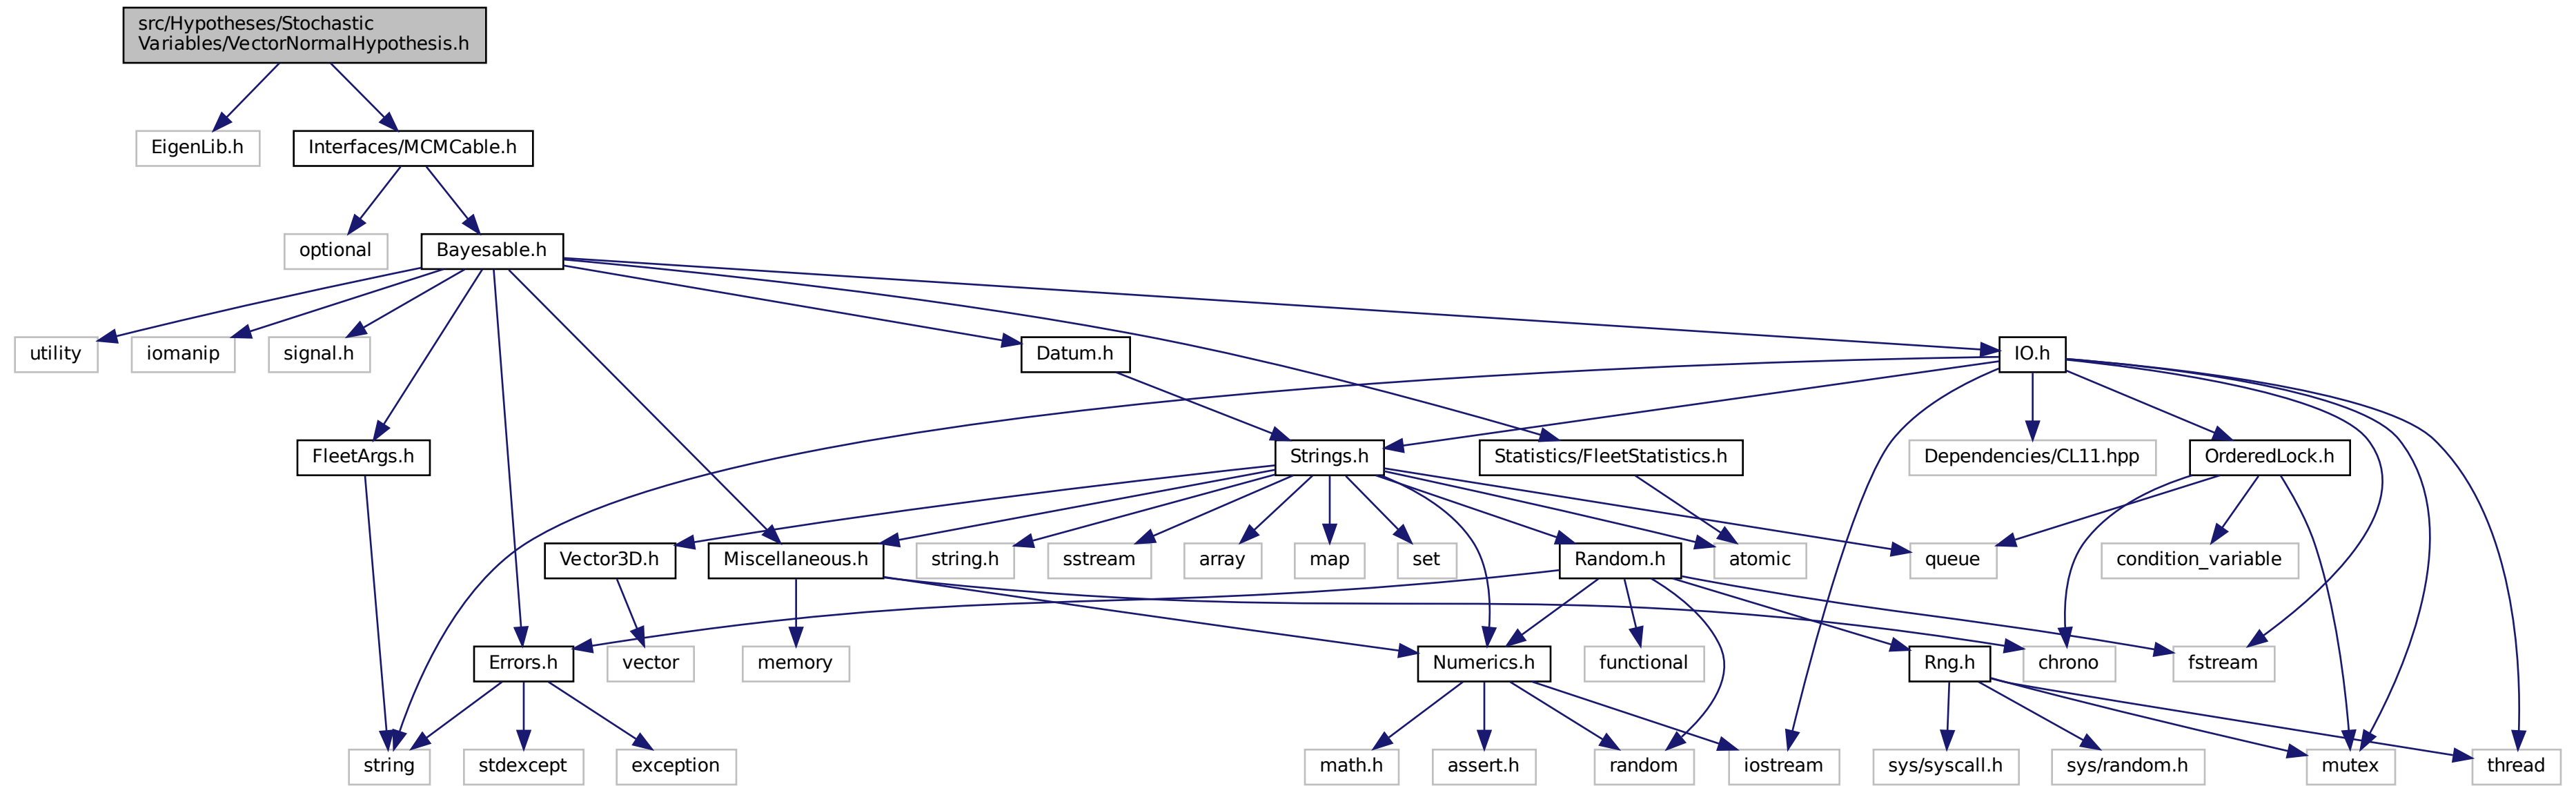 src/Hypotheses/Stochastic
Variables/VectorNormalHypothesis.h
EigenLib.h
Interfaces/MCMCable.h
optional
Bayesable.h
utility
iomanip
signal.h
Datum.h
IO.h
FleetArgs.h
Strings.h
Statistics/FleetStatistics.h
Dependencies/CL11.hpp
OrderedLock.h
Vector3D.h
Miscellaneous.h
string.h
sstream
array
map
set
Random.h
atomic
queue
condition_variable
Errors.h
vector
memory
Numerics.h
functional
Rng.h
chrono
fstream
string
stdexcept
exception
math.h
assert.h
random
iostream
sys/syscall.h
sys/random.h
mutex
thread